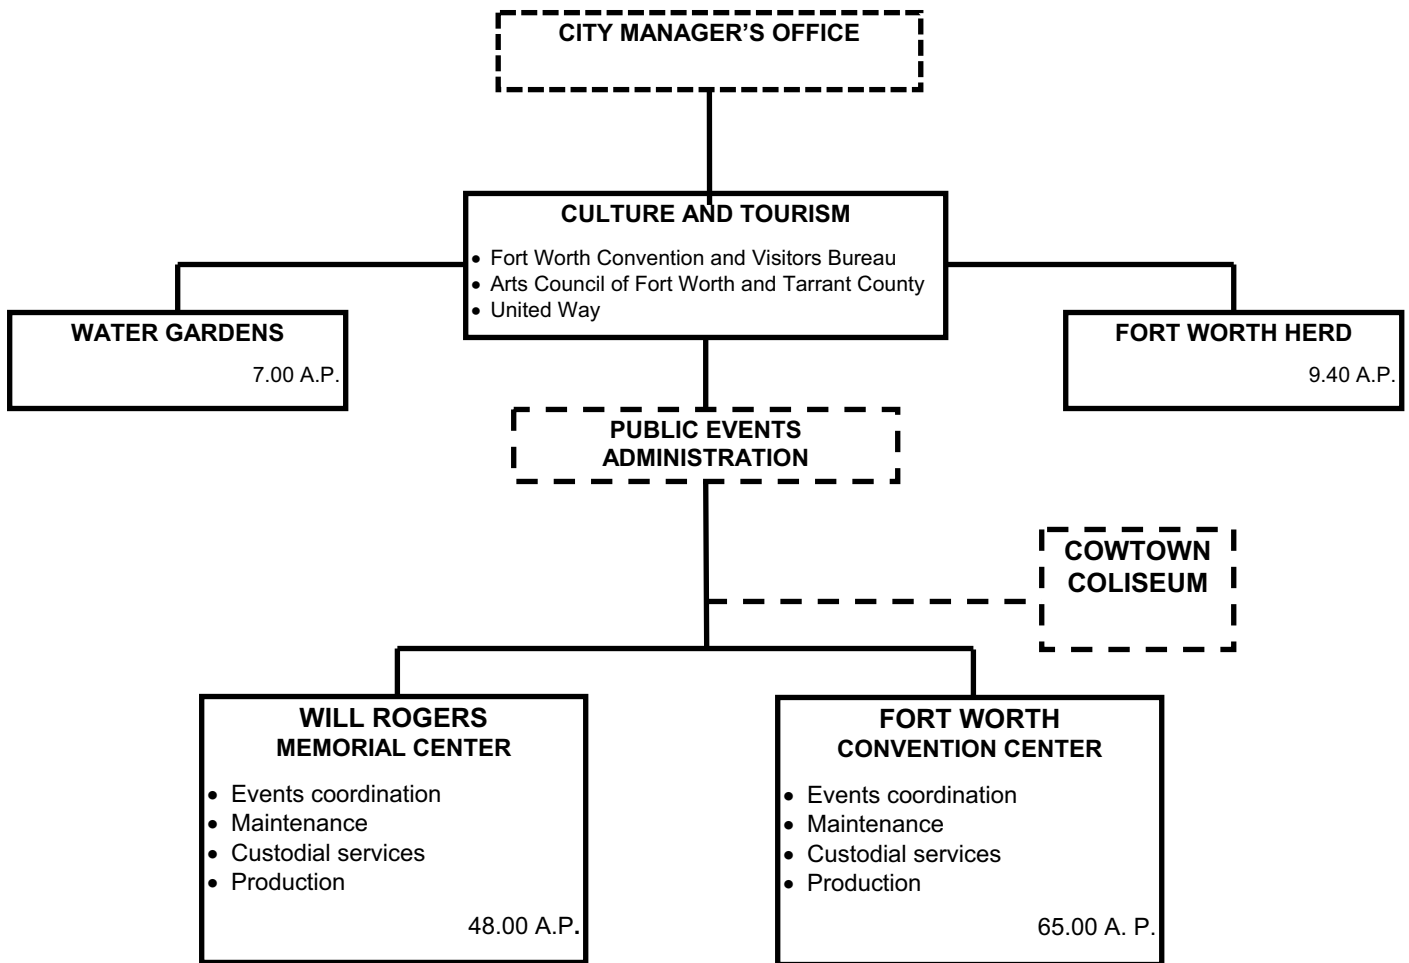 CITY MANAGER’S OFFICE
CULTURE AND TOURISM
• Fort Worth Convention and Visitors Bureau
• Arts Council of Fort Worth and Tarrant County
• United Way
WATER GARDENS
7.00 A.P.
FORT WORTH HERD
9.40 A.P.
PUBLIC EVENTS
ADMINISTRATION
COWTOWN
COLISEUM
WILL ROGERS
MEMORIAL CENTER
• Events coordination
• Maintenance
• Custodial services
• Production
48.00 A.P.
FORT WORTH
CONVENTION CENTER
• Events coordination
• Maintenance
• Custodial services
• Production
65.00 A. P.